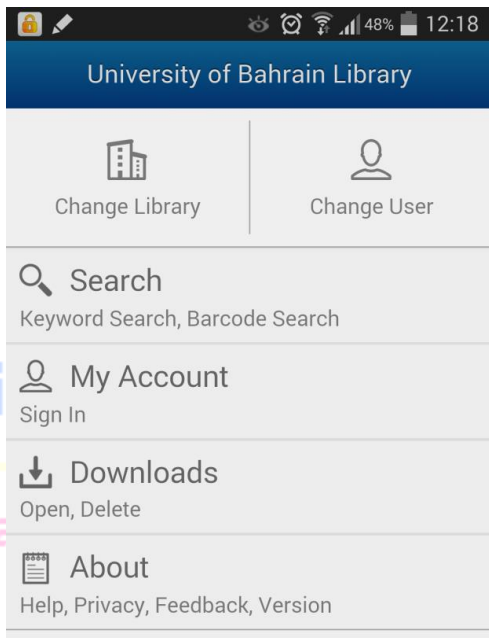 48% 12:18
University of Bahrain Library
Change Library Change User
Search
Keyword Search, Barcode Search
My Account
Sign In
Downloads
Open, Delete
About
Help, Privacy, Feedback, Version